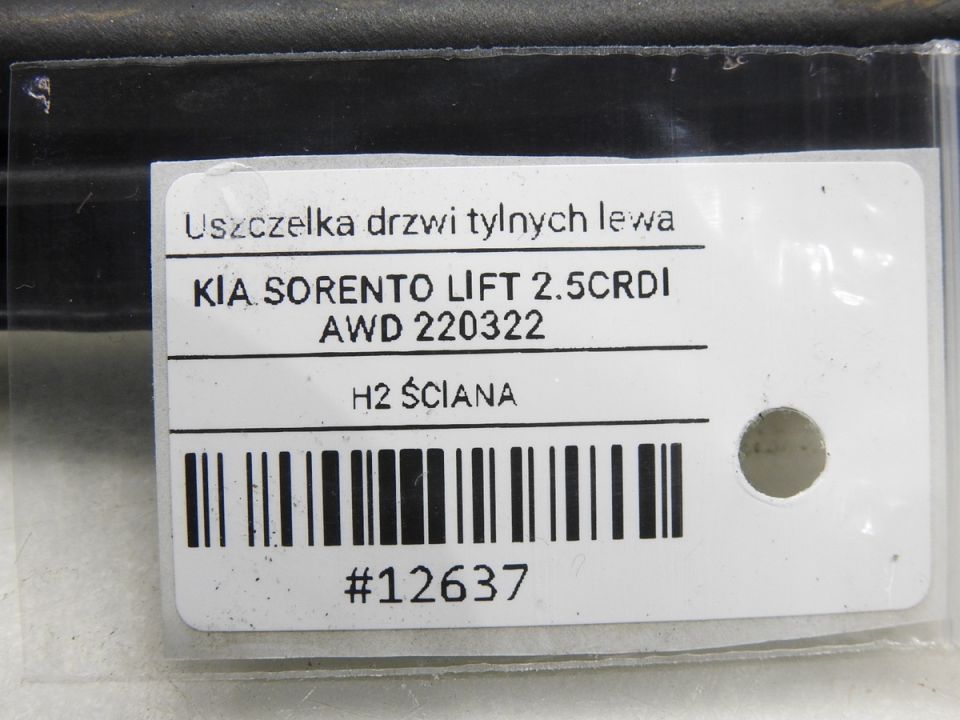 Uszczelka drzwi tylnych lewa
KIA SORENTO LIFT 2.5CRDI
AWD 220322
H2 ŚCIANA
#12637